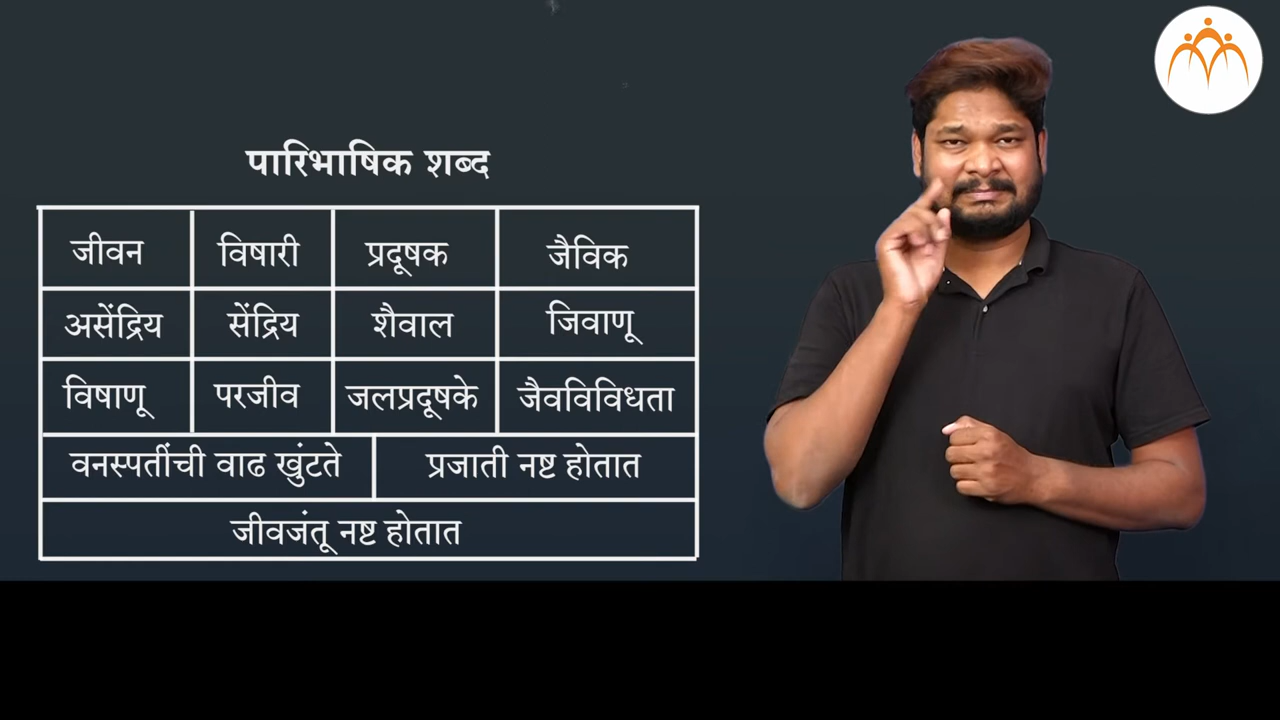 पारिभाषिक शब्द
जीवन विषारी प्रदूषक जैविक
असेंद्रिय सेंद्रिय शैवाल जिवाणू
विषाणू परजीव जलप्रदूषके जैवविविधता
वनस्पतींची वाढ खुंटते प्रजाती नष्ट होतात
जीवजंतू नष्ट होतात